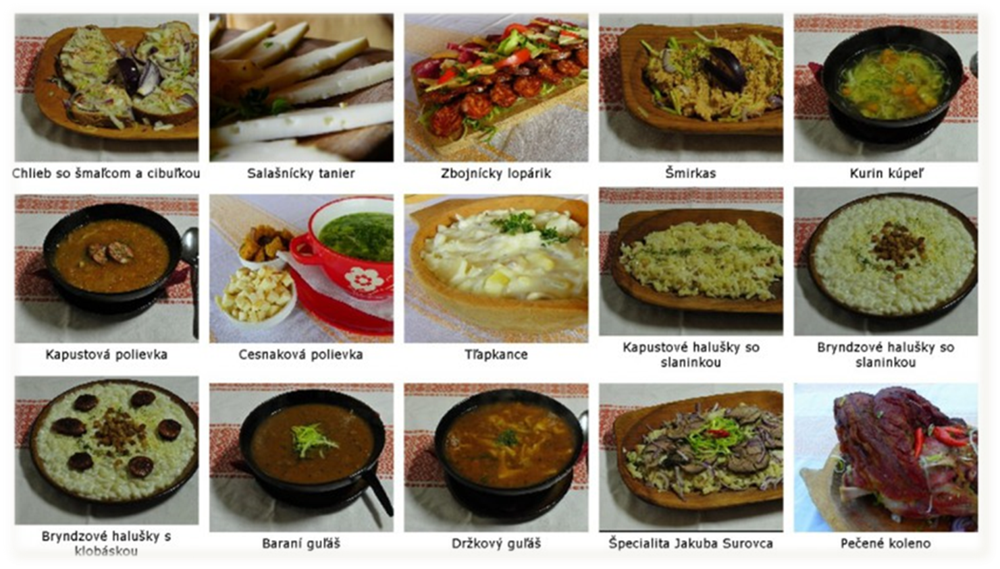 Chlieb so šmaľcom a cibuľkou
Salašnícky tanier
Zbojnícky lopárik
Šmirkas
Kurin kúpeľ
Kapustová polievka
Cesnaková polievka
Tľapkance
Kapustové halušky so
slaninkou
Bryndzové halušky so
slaninkou
Bryndzové halušky s
klobáskou
Baraní guľáš
Držkový guľáš
Špecialita Jakuba Surovca
Pečené koleno